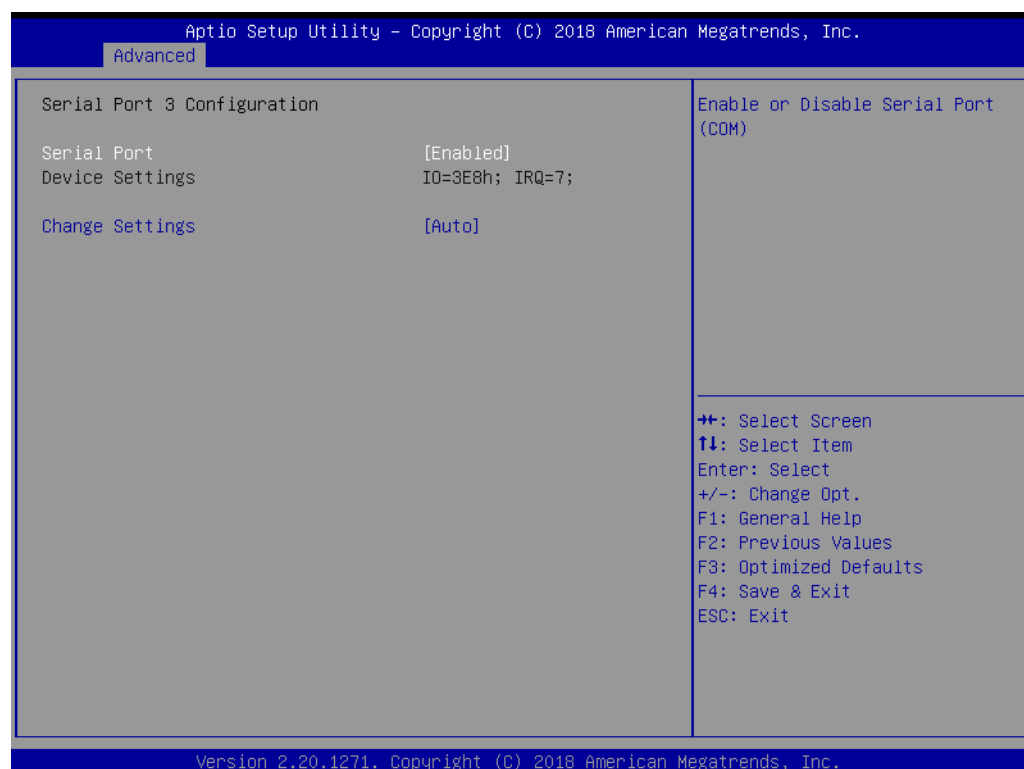 Aptio Setup Utility – Copyright (C) 2018 American Megatrends, Inc.
Advanced
Serial Port 3 Configuration
Serial Port [Enabled]
Device Settings IO=3E8h; IRQ=7;
Change Settings [Auto]
Enable or Disable Serial Port
(COM)
→←: Select Screen
↑↓: Select Item
Enter: Select
+/-: Change Opt.
F1: General Help
F2: Previous Values
F3: Optimized Defaults
F4: Save & Exit
ESC: Exit
Version 2.20.1271. Copyright (C) 2018 American Megatrends, Inc.